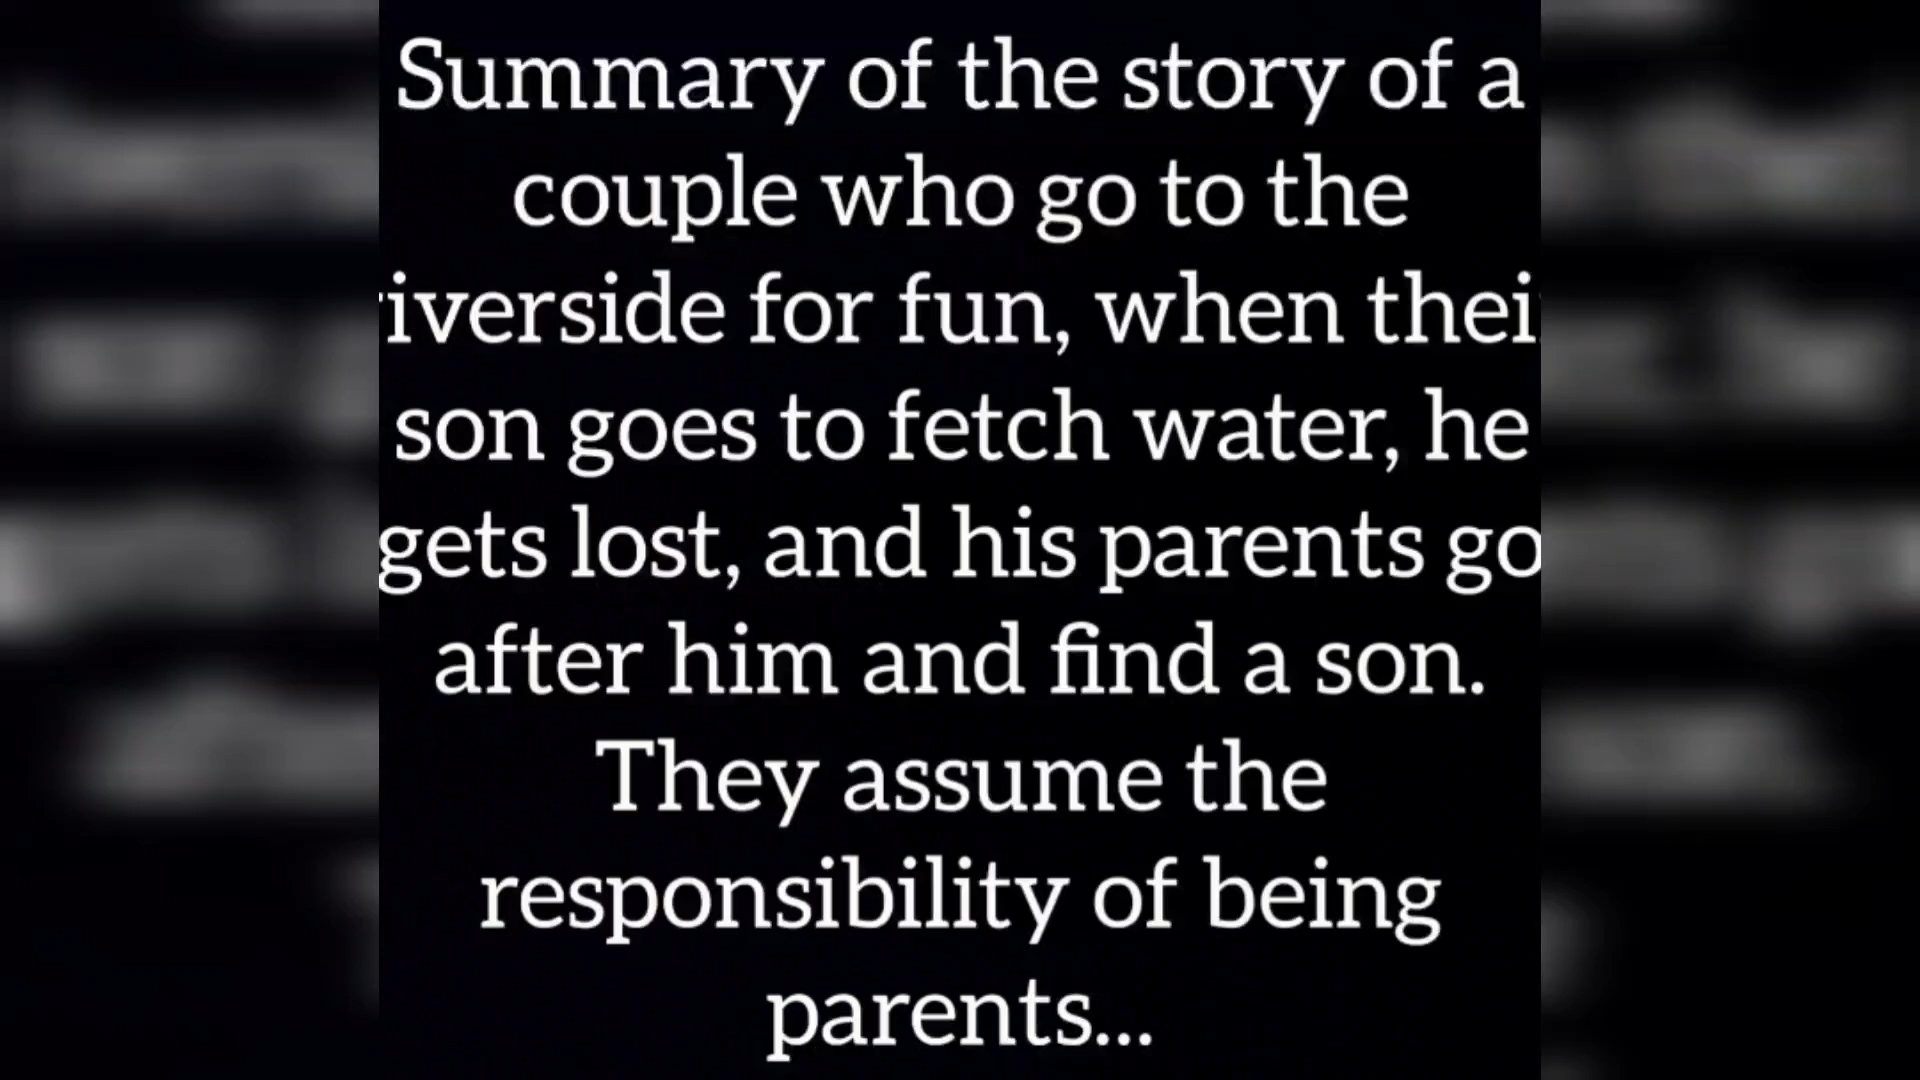 Summary of the story of a
couple who go to the
riverside for fun, when thei
son goes to fetch water, he
gets lost, and his parents go
after him and find a son.
They assume the
responsibility of being
parents...